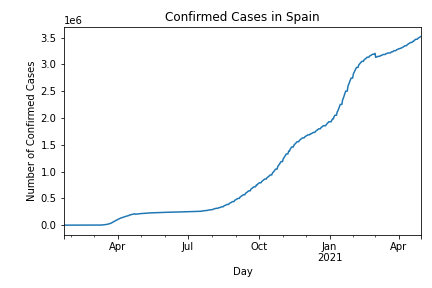 Confirmed Cases in Spain
1e6
3.5
3.0
2.5
2.0
1.5
1.0
0.5
0.0
Number of Confirmed Cases
Apr Jul Oct Jan Apr
2021
Day